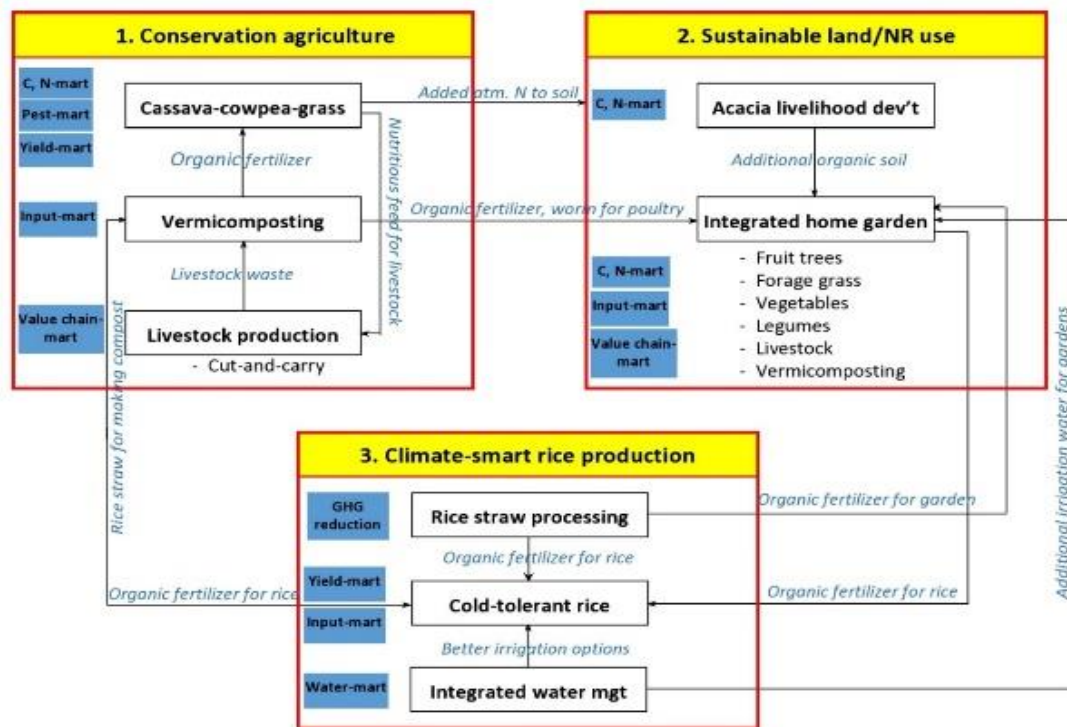 1. Conservation agriculture
C, N-mart
Pest-mart
Yield-mart
Cassava-cowpea-grass
Organic fertilizer
Input-mart
Vermicomposting
Livestock waste
Value chain-
mart
Livestock production
- Cut-and-carry
Nutritious feed for livestock
Added atm. N to soil
Organic fertilizer, worm for poultry
2. Sustainable land/NR use
C, N-mart
Acacia livelihood dev't
Additional organic soil
Integrated home garden
C, N-mart
Input-mart
Value chain-
mart
- Fruit trees
- Forage grass
- Vegetables
- Legumes
- Livestock
- Vermicomposting
Rice straw for making compost
Additional irrigation water for gardens
3. Climate-smart rice production
GHG
reduction
Rice straw processing
Organic fertilizer for garden
Organic fertilizer for rice
Yield-mart
Input-mart
Organic fertilizer for rice
Cold-tolerant rice
Organic fertilizer for rice
Better irrigation options
Water-mart
Integrated water mgt